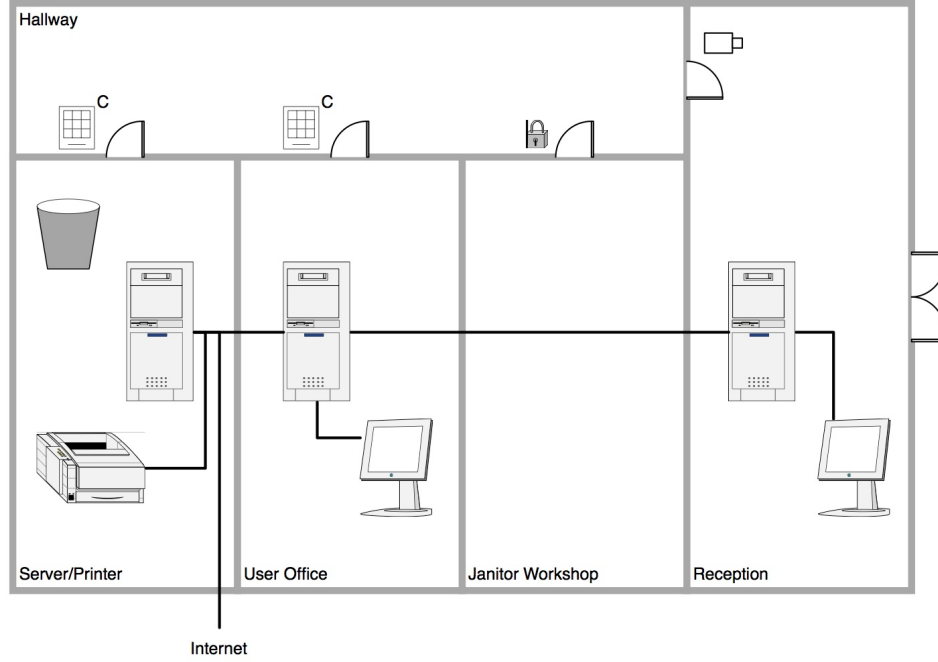 Hallway
C
C
Server/Printer
User Office
Janitor Workshop
Reception
Internet